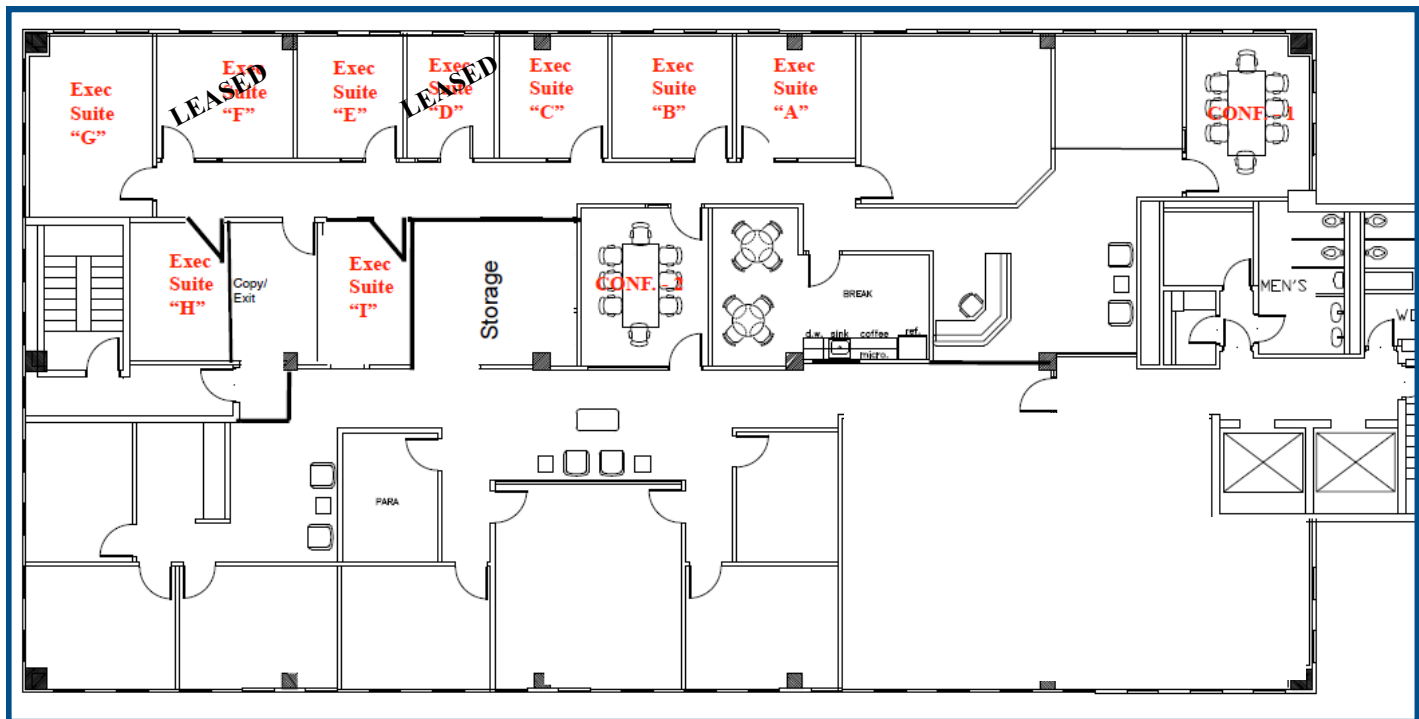 Exec
Suite
“G”
Exec
Suite
“F”
LEASED
Exec
Suite
“E”
Exec
Suite
“D”
LEASED
Exec
Suite
“C”
Exec
Suite
“B”
Exec
Suite
“A”
CONF. - 1
Exec
Suite
“H”
Copy/
Exit
Exec
Suite
“I”
Storage
CONF. - 2
BREAK
d.w. sink coffee ref.
micro.
MEN'S
PARA